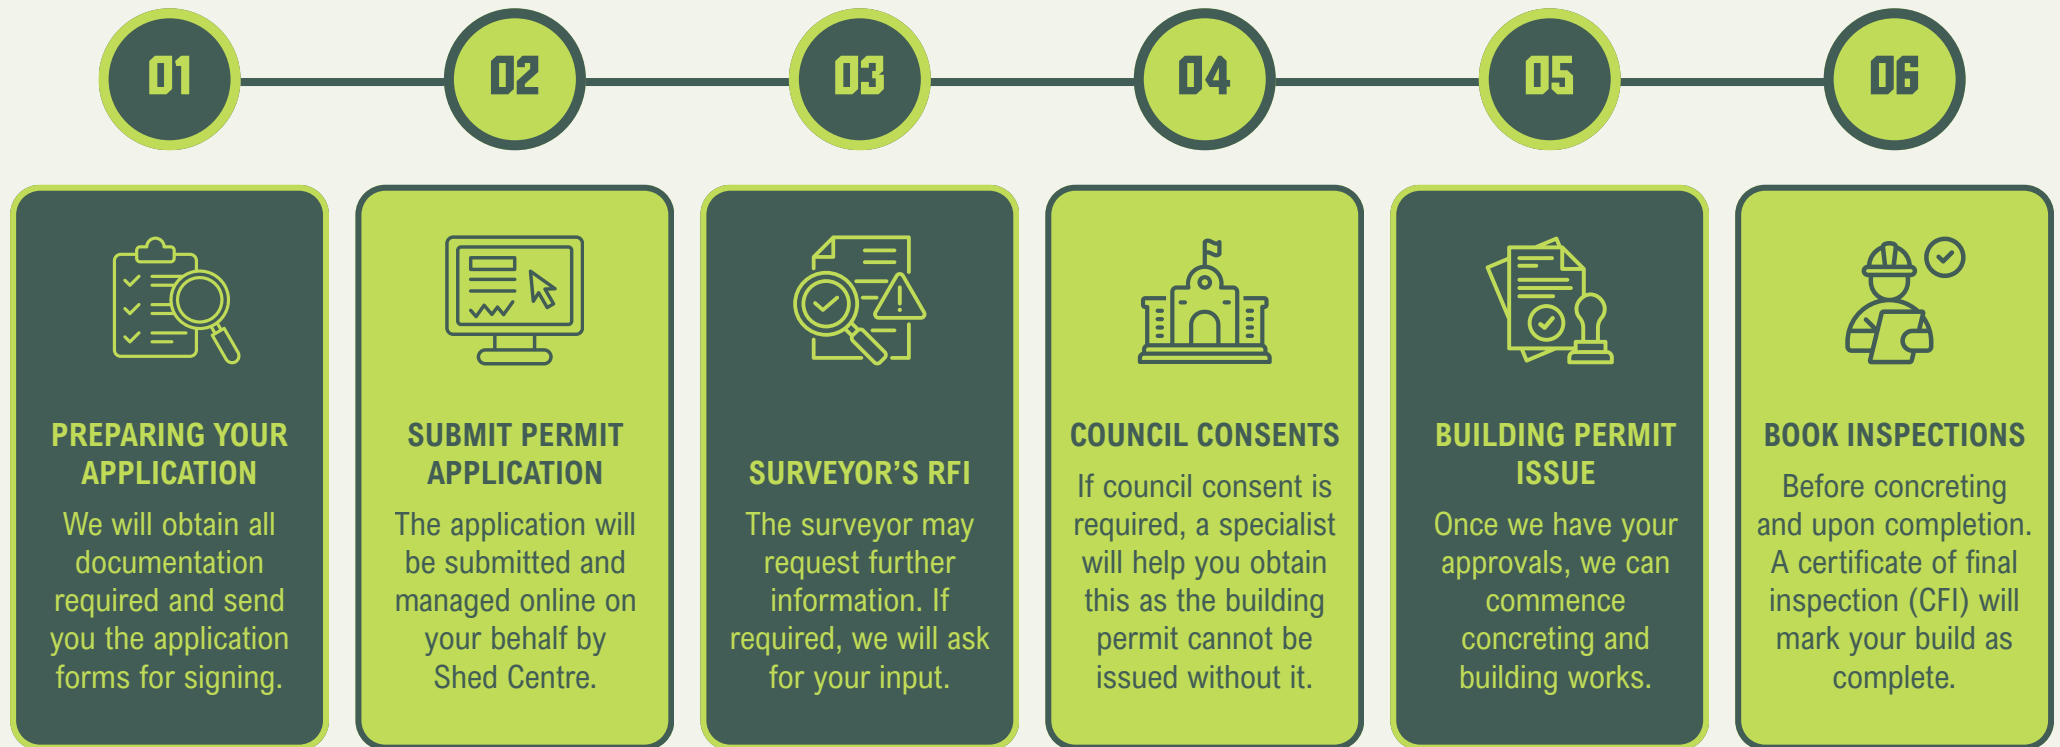 01
02
03
04
05
06
PREPARING YOUR
APPLICATION
We will obtain all
documentation
required and send
you the application
forms for signing.
SUBMIT PERMIT
APPLICATION
The application will
be submitted and
managed online on
your behalf by
Shed Centre.
SURVEYOR’S RFI
The surveyor may
request further
information. If
required, we will ask
for your input.
COUNCIL CONSENTS
If council consent is
required, a specialist
will help you obtain
this as the building
permit cannot be
issued without it.
BUILDING PERMIT
ISSUE
Once we have your
approvals, we can
commence
concreting and
building works.
BOOK INSPECTIONS
Before concreting
and upon completion.
A certificate of final
inspection (CFI) will
mark your build as
complete.